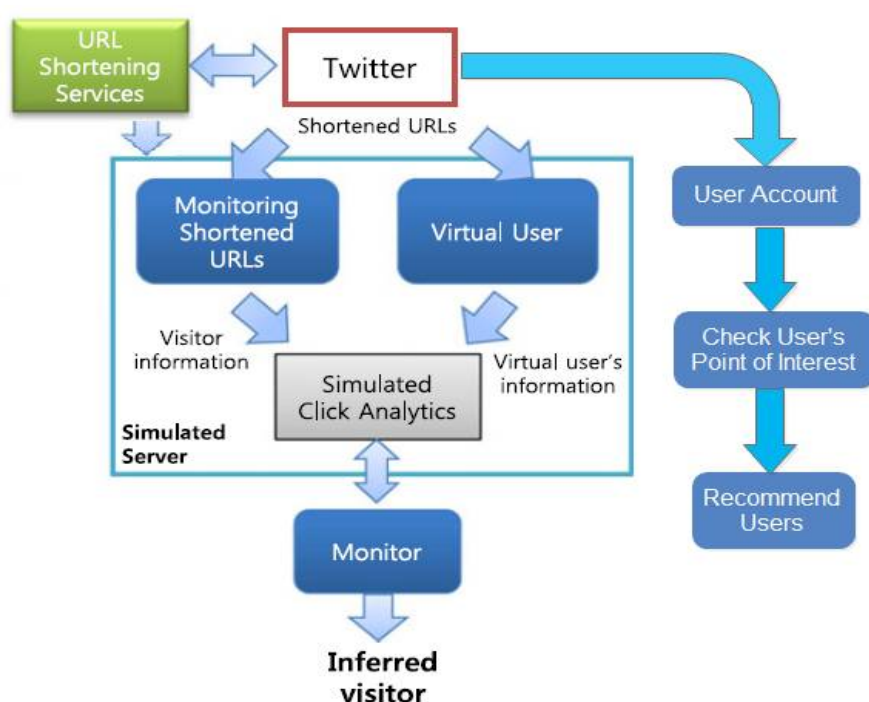 URL
Shortening
Services
Twitter
Shortened URLs
Monitoring
Shortened
URLs
Virtual User
User Account
Visitor
information
Virtual user's
information
Check User's
Point of Interest
Simulated
Click Analytics
Simulated
Server
Recommend
Users
Monitor
Inferred
visitor